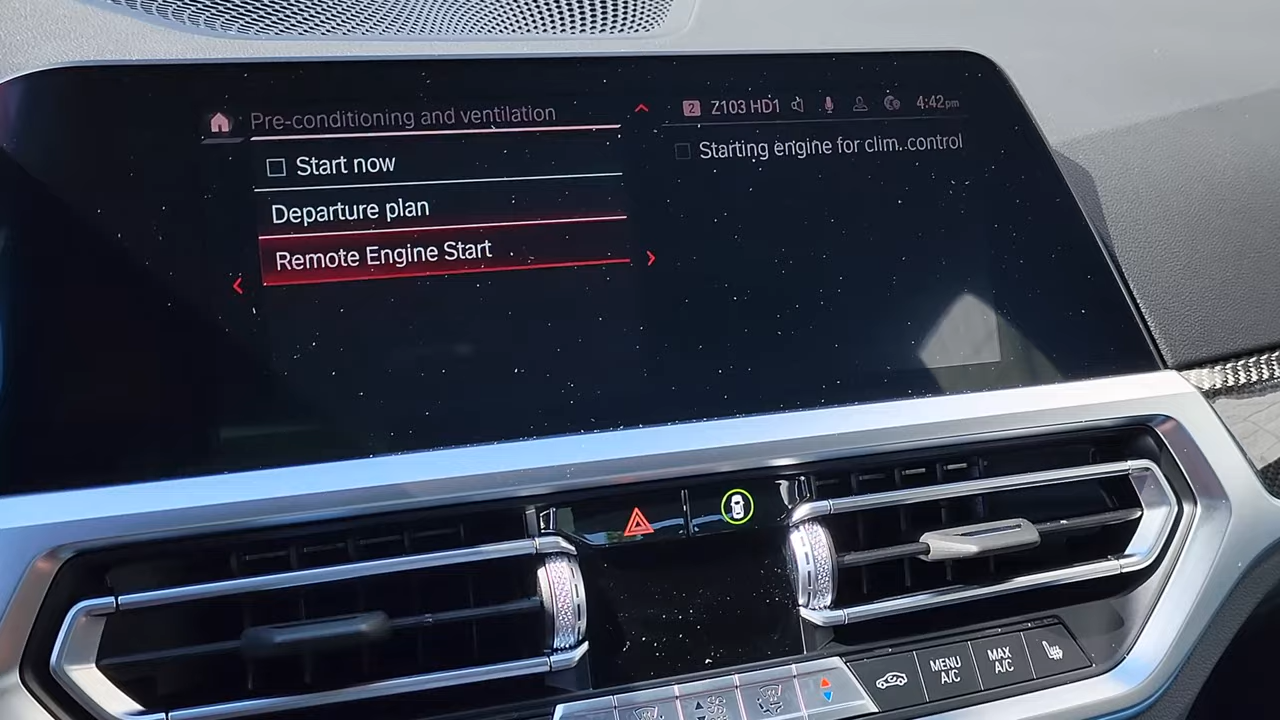 Pre-conditioning and ventilation
2 Z103 HD1 4:42pm
Start now
Starting engine for clim. control
Departure plan
Remote Engine Start
MENU
A/C
MAX
A/C